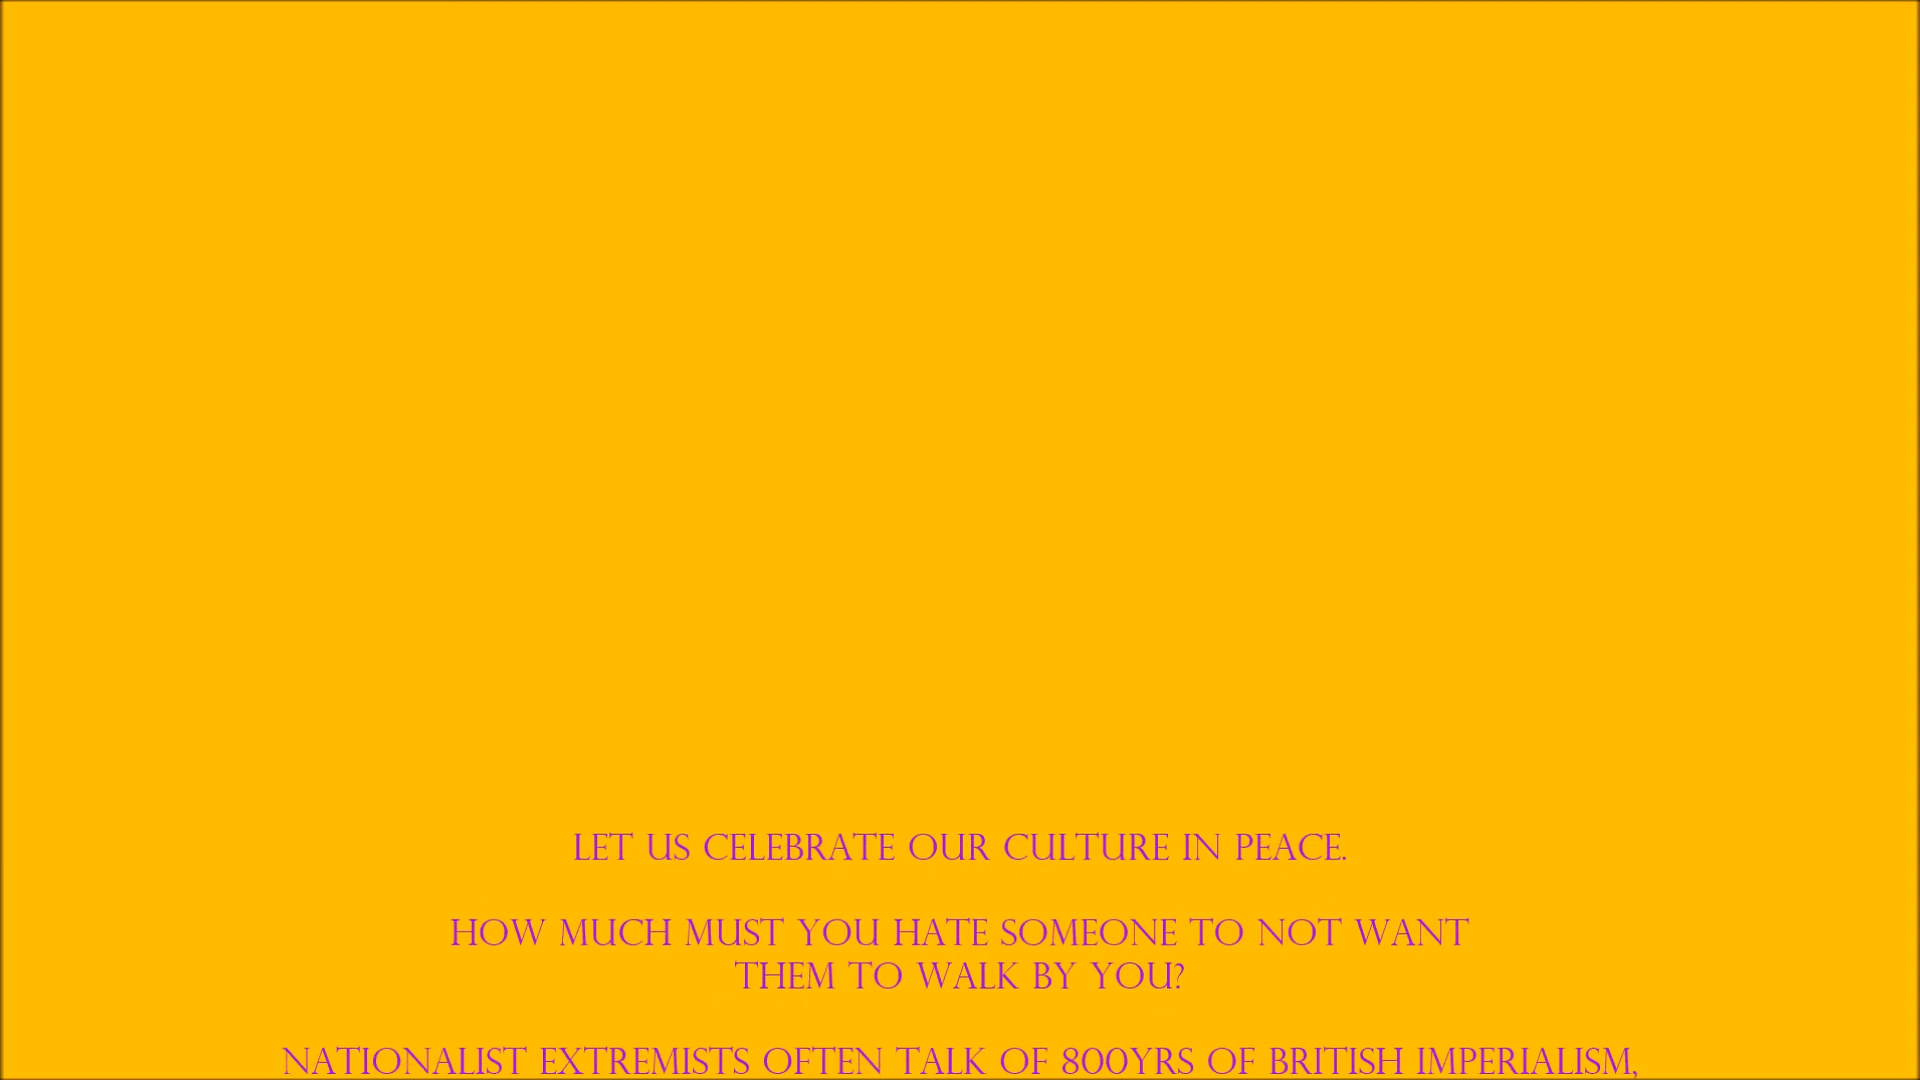 LET US CELEBRATE OUR CULTURE IN PEACE.
HOW MUCH MUST YOU HATE SOMEONE TO NOT WANT
THEM TO WALK BY YOU?
NATIONALIST EXTREMISTS OFTEN TALK OF 800YRS OF BRITISH IMPERIALISM,